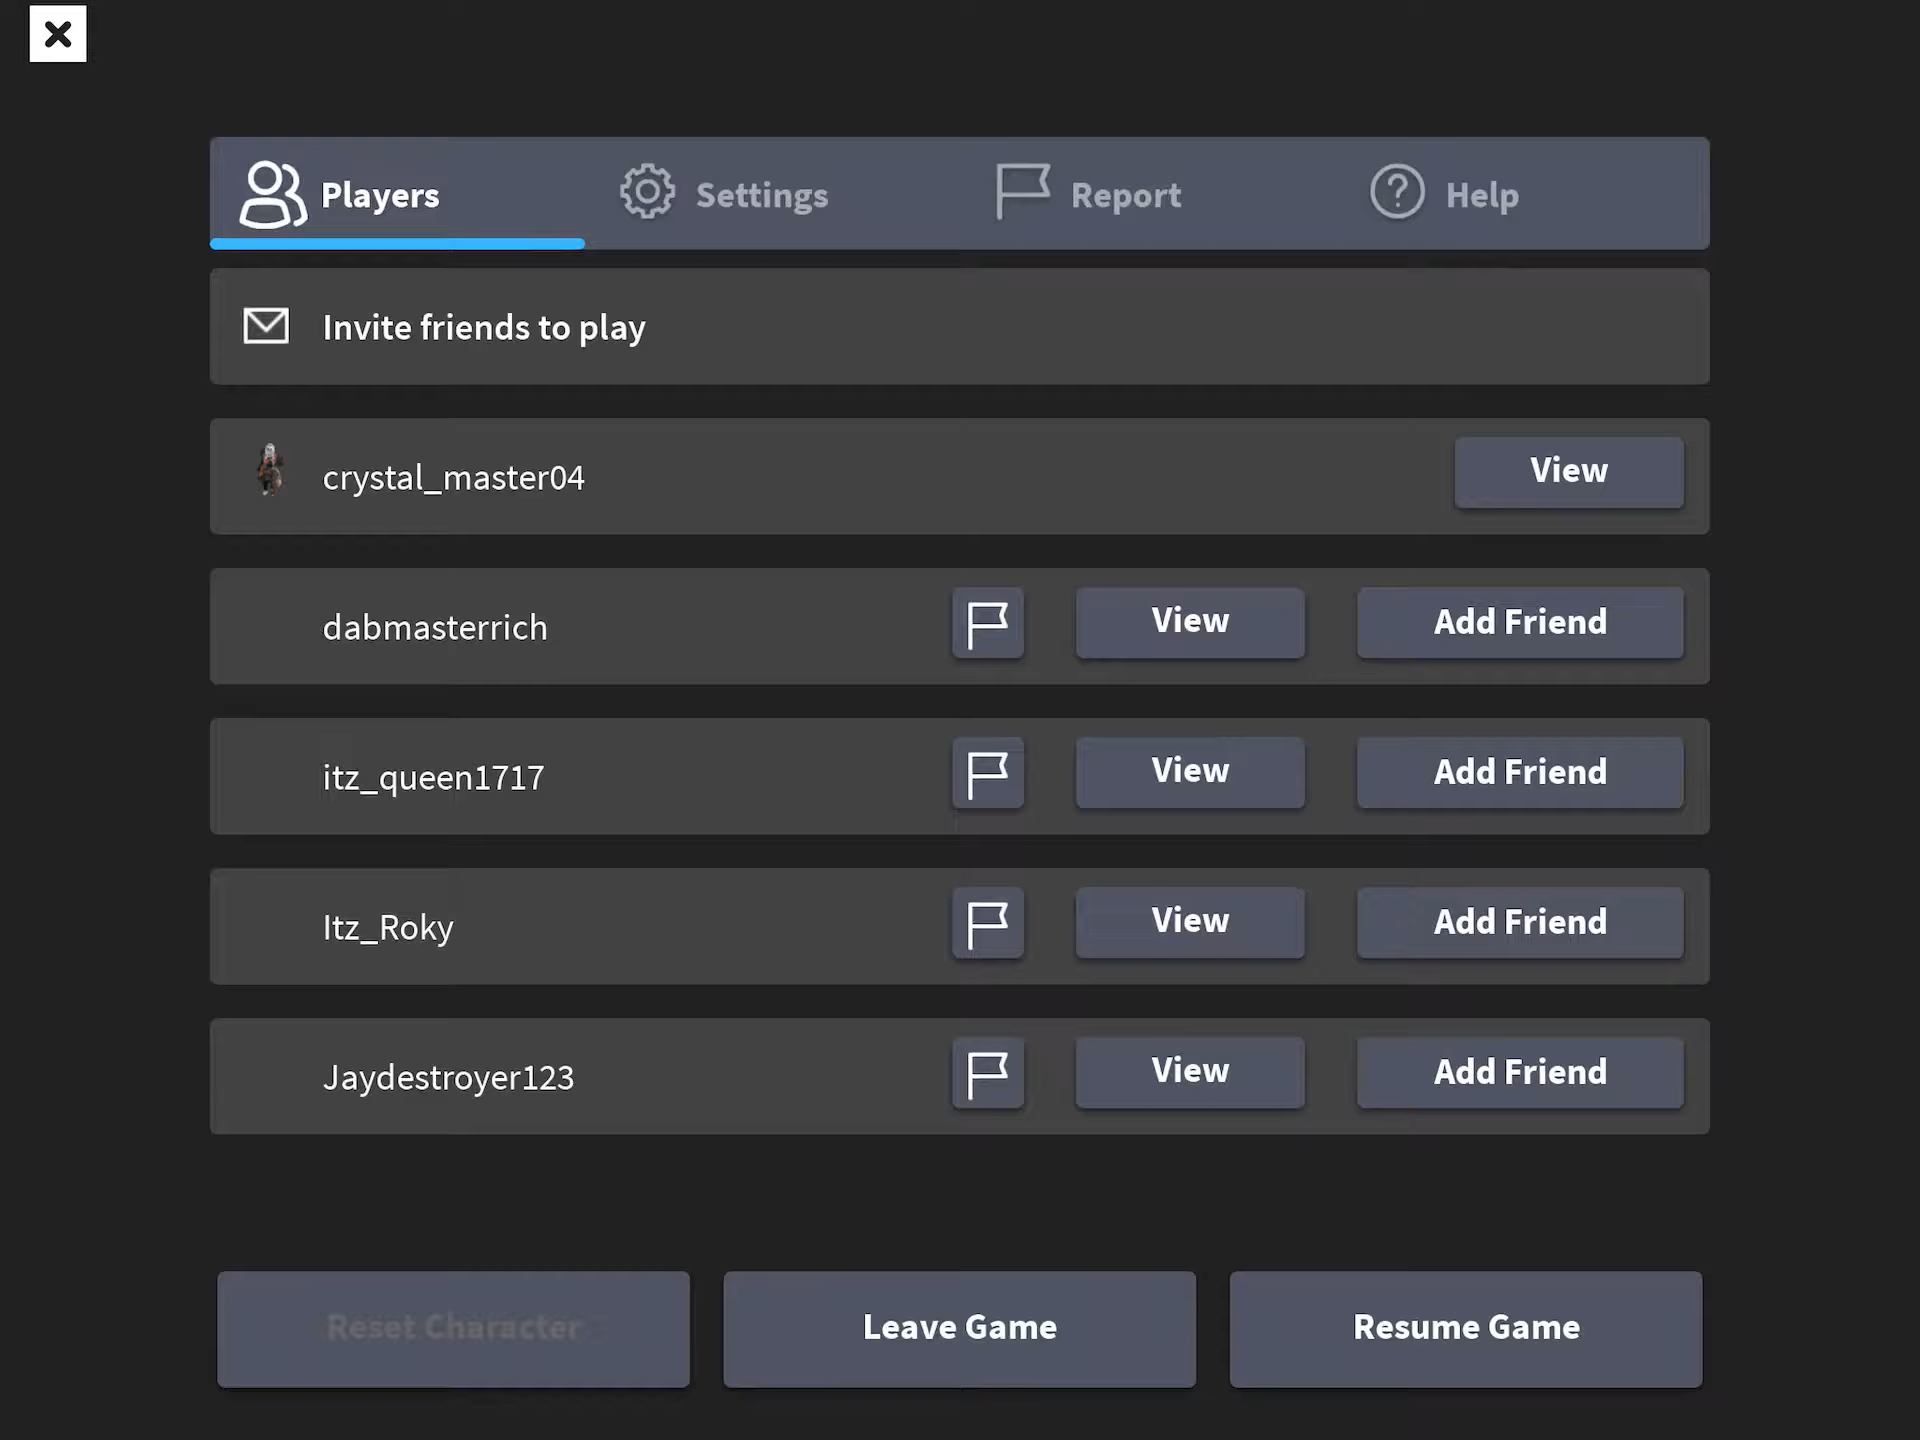 Players
Settings
Report
Help
Invite friends to play
crystal_master04
View
dabmasterrich
View
Add Friend
itz_queen1717
View
Add Friend
Itz_Roky
View
Add Friend
Jaydestroyer123
View
Add Friend
Reset Character
Leave Game
Resume Game